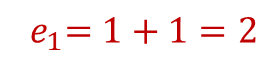 e₁= 1 + 1 = 2